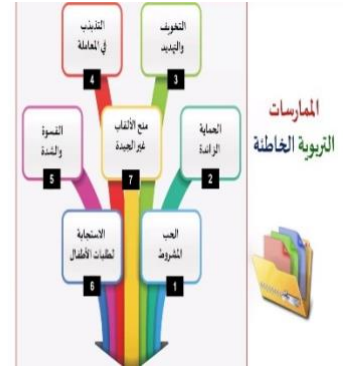 الممارسات
التربوية الخاطئة
الحب
المشروط
1
الحماية
الزائدة
2
التخويف
والتهديد
3
التذبذب
في المعاملة
4
القسوة
والشدة
5
الاستجابة
لطلبات الأطفال
6
منح الألقاب
غير الجيدة
7